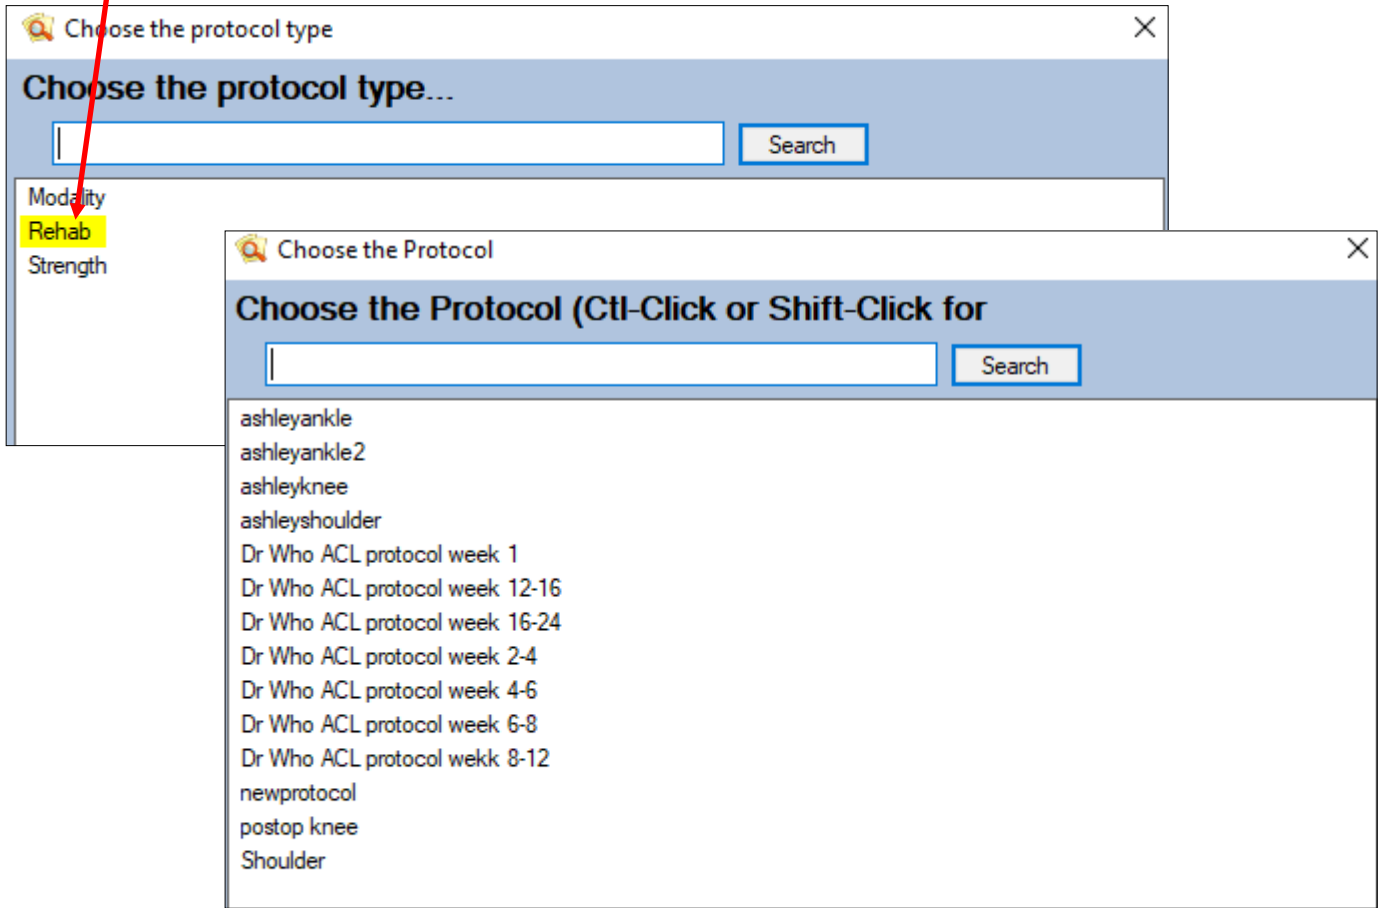 Choose the protocol type
Choose the protocol type...
Search
Modality
Rehab
Strength
Choose the Protocol
Choose the Protocol (Ctl-Click or Shift-Click for
Search
ashleyankle
ashleyankle2
ashleyknee
ashleyshoulder
Dr Who ACL protocol week 1
Dr Who ACL protocol week 12-16
Dr Who ACL protocol week 16-24
Dr Who ACL protocol week 2-4
Dr Who ACL protocol week 4-6
Dr Who ACL protocol week 6-8
Dr Who ACL protocol wekk 8-12
newprotocol
postop knee
Shoulder